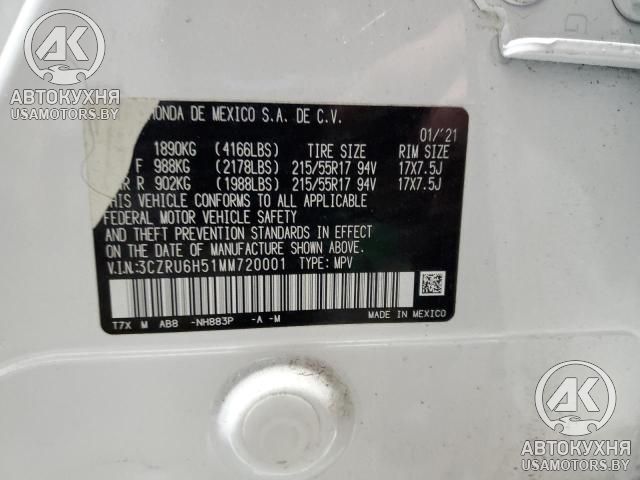 АК
АВТОКУХНЯ
USAMOTORS.BY
HONDA DE MEXICO S.A. DE C.V.
01/'21
1890KG (4166LBS) TIRE SIZE RIM SIZE
F 988KG (2178LBS) 215/55R17 94V 17X7.5J
R 902KG (1988LBS) 215/55R17 94V 17X7.5J
THIS VEHICLE CONFORMS TO ALL APPLICABLE
FEDERAL MOTOR VEHICLE SAFETY
AND THEFT PREVENTION STANDARDS IN EFFECT
ON THE DATE OF MANUFACTURE SHOWN ABOVE.
V.I.N.:3CZRU6H51MM720001 TYPE: MPV
T7X M AB8 -NH883P -A -M
MADE IN MEXICO
АК
АВТОКУХНЯ
USAMOTORS.BY